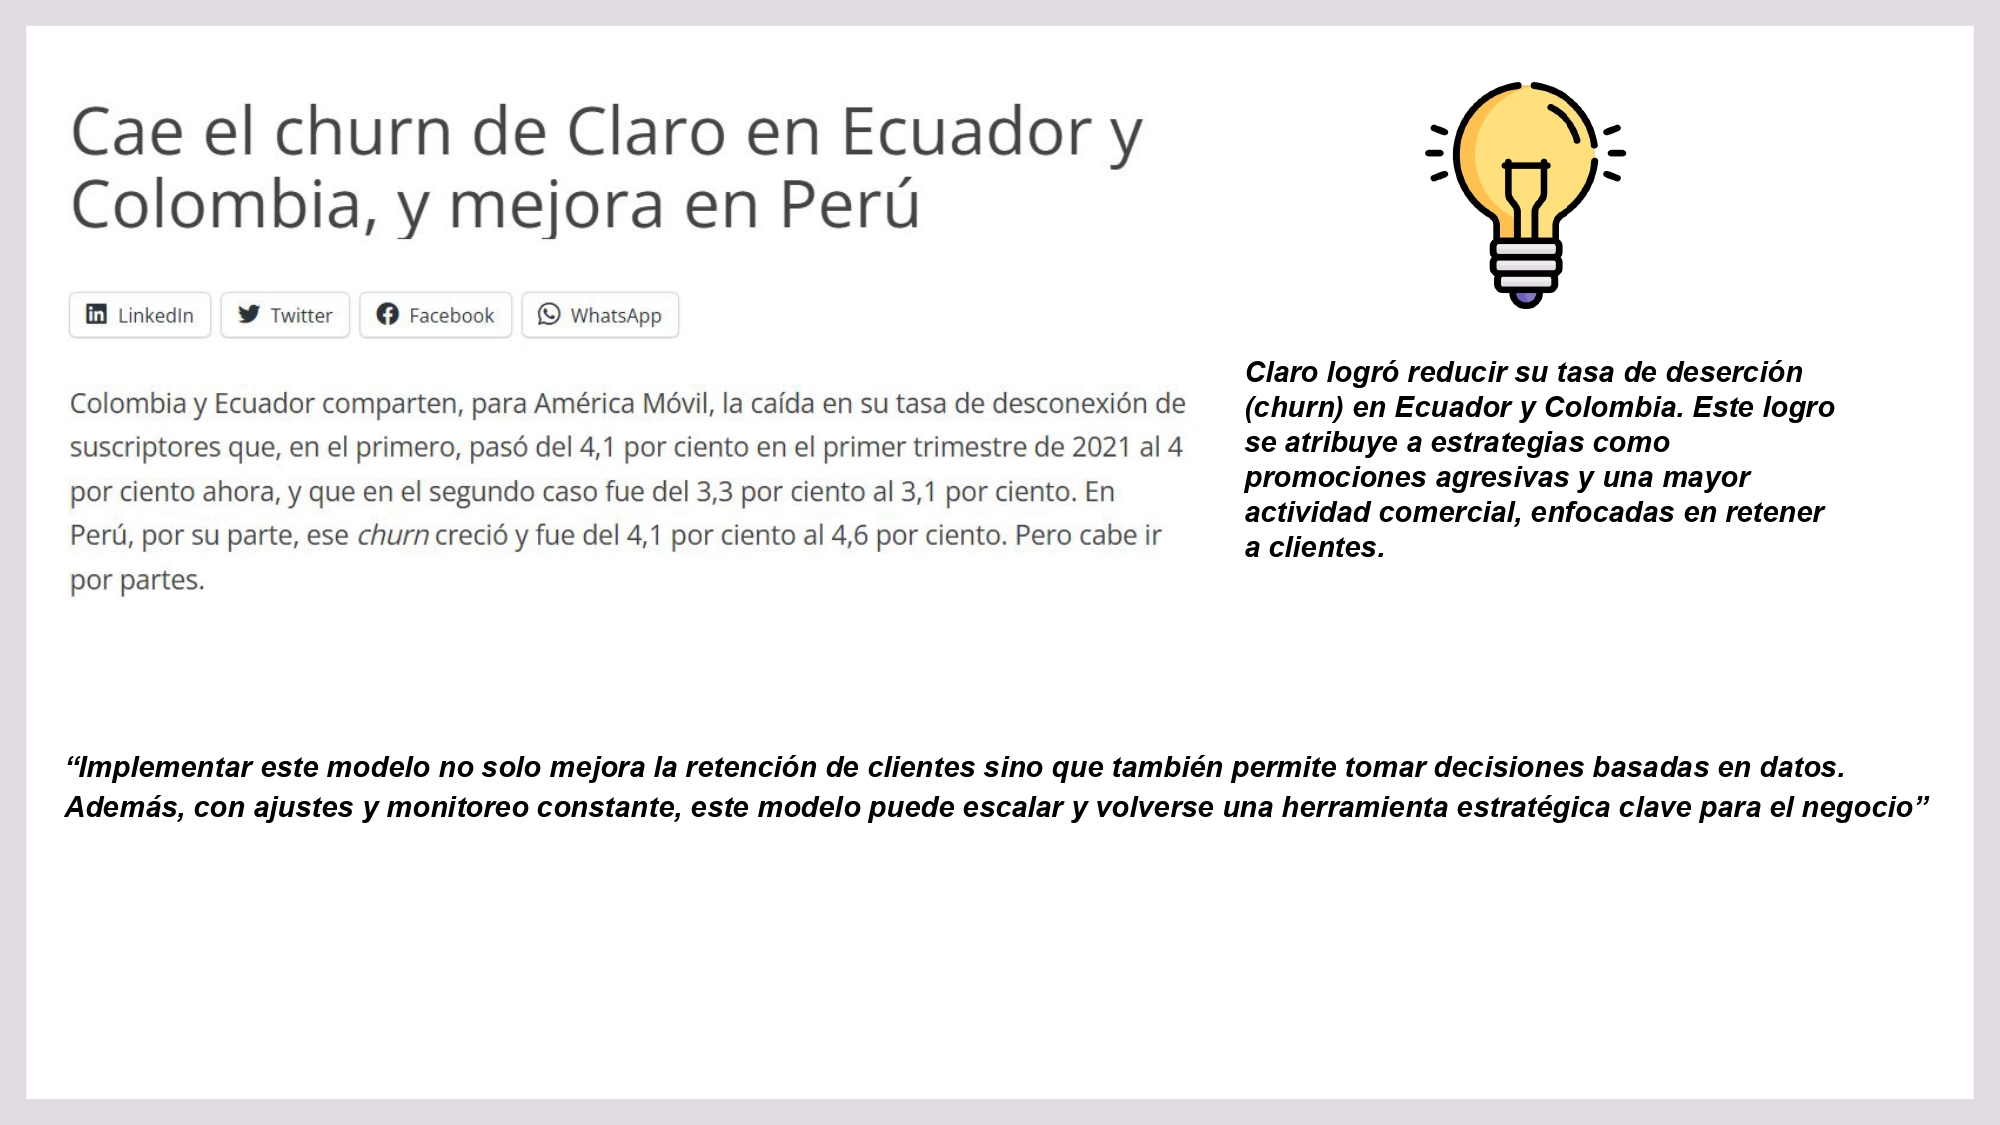 Cae el churn de Claro en Ecuador y
Colombia, y mejora en Perú
LinkedIn
Twitter
Facebook
WhatsApp
Colombia y Ecuador comparten, para América Móvil, la caída en su tasa de desconexión de
suscriptores que, en el primero, pasó del 4,1 por ciento en el primer trimestre de 2021 al 4
por ciento ahora, y que en el segundo caso fue del 3,3 por ciento al 3,1 por ciento. En
Perú, por su parte, ese churn creció y fue del 4,1 por ciento al 4,6 por ciento. Pero cabe ir
por partes.
Claro logró reducir su tasa de deserción
(churn) en Ecuador y Colombia. Este logro
se atribuye a estrategias como
promociones agresivas y una mayor
actividad comercial, enfocadas en retener
a clientes.
“Implementar este modelo no solo mejora la retención de clientes sino que también permite tomar decisiones basadas en datos.
Además, con ajustes y monitoreo constante, este modelo puede escalar y volverse una herramienta estratégica clave para el negocio”